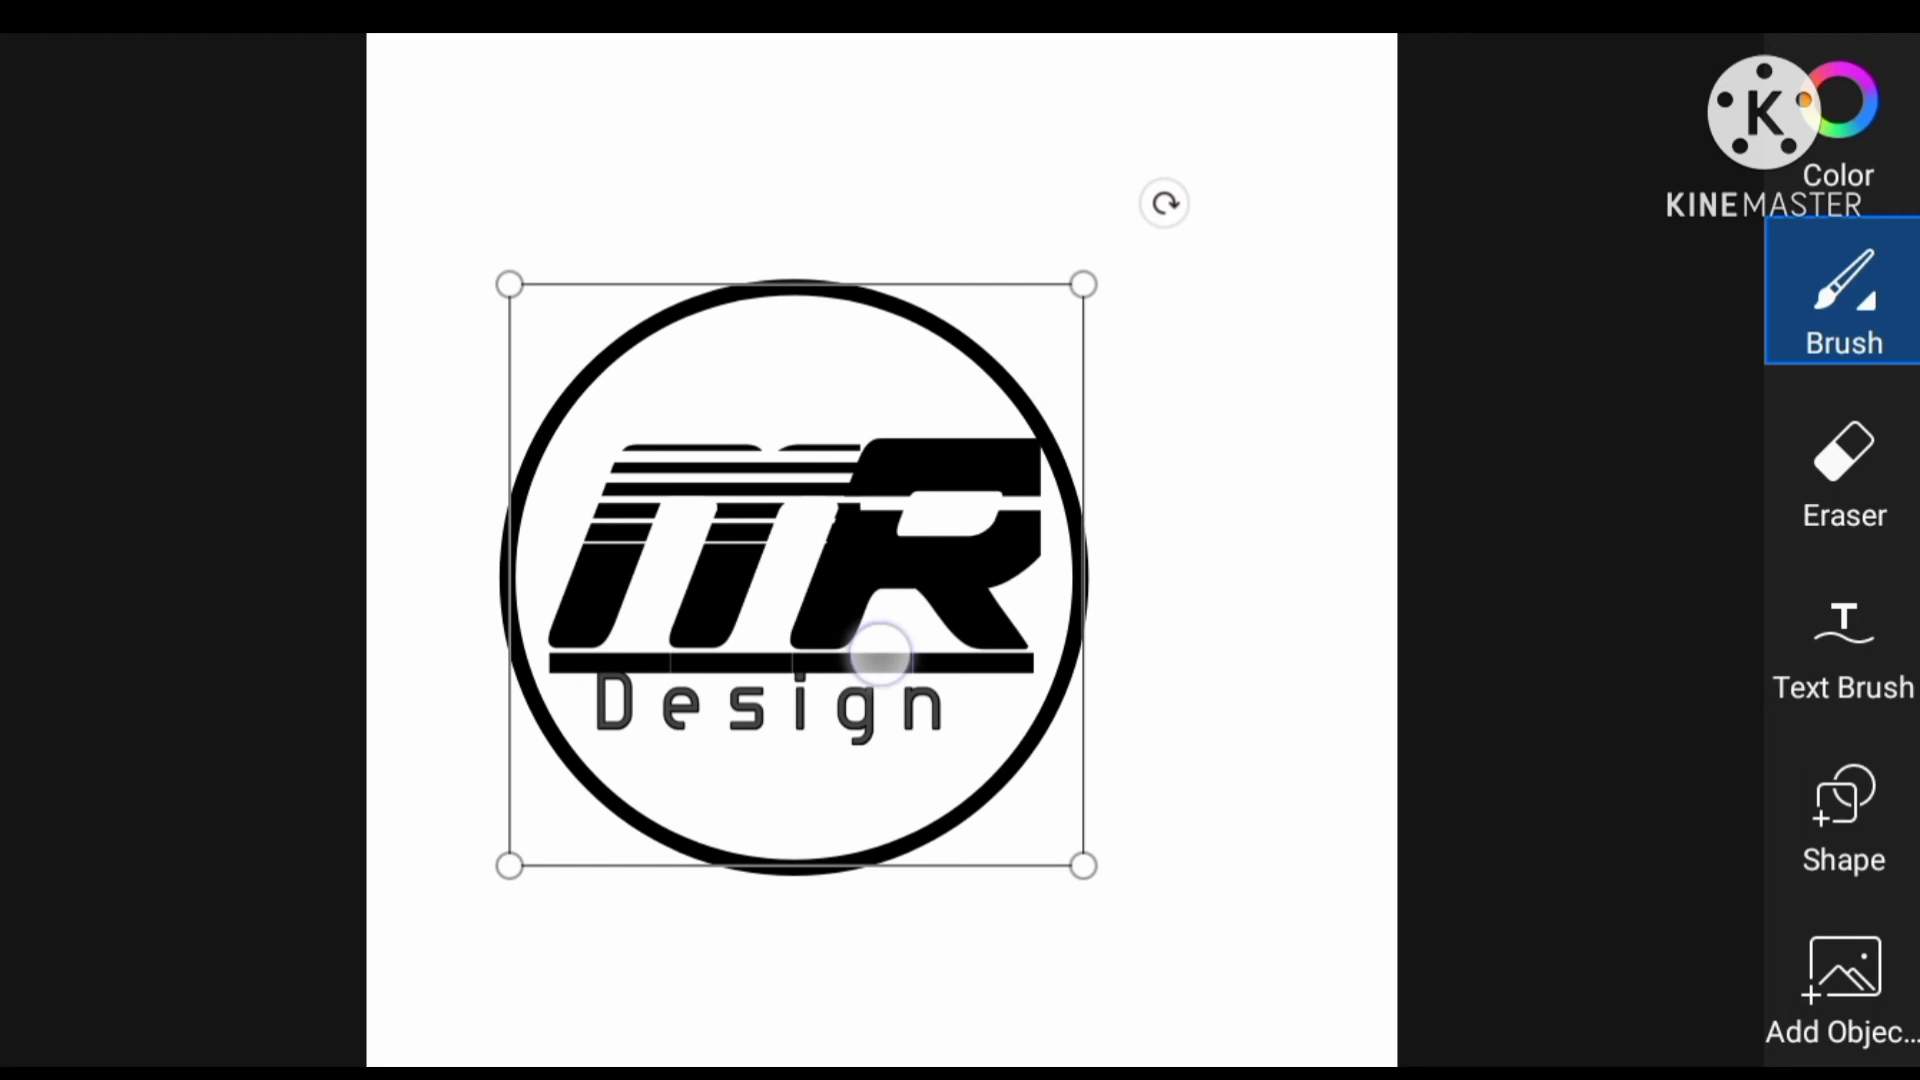 K
Color
KINEMASTER
Brush
Eraser
T
Text Brush
Shape
Add Objec...
MR
Design